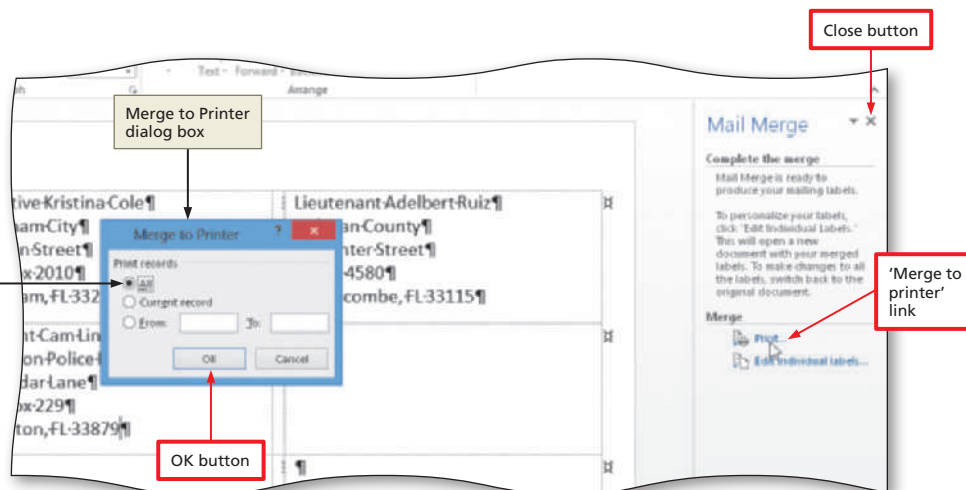 Close button
Text
Forward
Arrange
Merge to Printer
dialog box
Mail Merge
Complete the merge
Mail Merge is ready to
produce your mailing labels.
To personalize your labels,
click "Edit Individual Labels."
This will open a new
document with your merged
labels. To make changes to all
the labels, switch back to the
original document.
Merge
Print...
Edit individual labels...
'Merge to
printer'
link
tive·Kristina·Cole¶
am·City¶
n·Street¶
x·2010¶
am,·FL·332
Lieutenant·Adelbert·Ruiz¶
an·County¶
nter·Street¶
4580¶
combe,·FL·33115¶
Merge to Printer
Print records
All
Current record
From:
To:
OK
Cancel
nt·Cam·Lin
on·Police
dar·Lane¶
ox·229¶
ton,·FL·33879¶
OK button